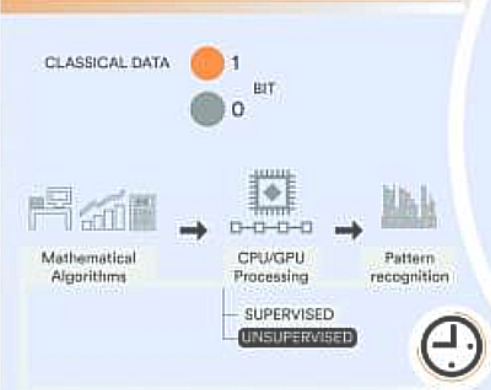 CLASSICAL DATA
1
BIT
0
Mathematical
Algorithms
CPU/GPU
Processing
Pattern
recognition
SUPERVISED
UNSUPERVISED